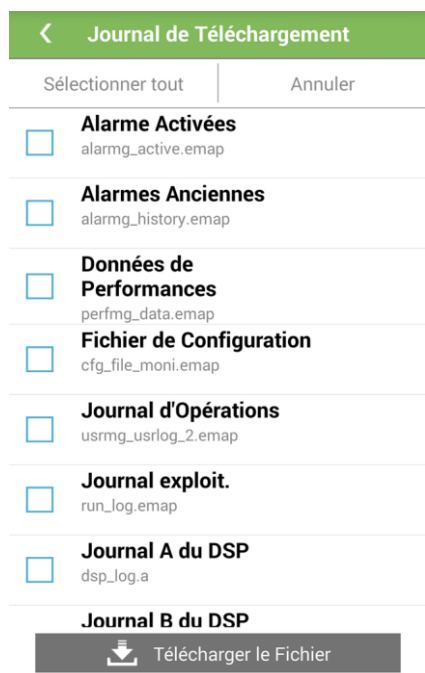 Journal de Téléchargement
Sélectionner tout
Annuler
Alarme Activées
alarmg_active.emap
Alarmes Anciennes
alarmg_history.emap
Données de
Performances
perfmg_data.emap
Fichier de Configuration
cfg_file_moni.emap
Journal d'Opérations
usrmg_usrlog_2.emap
Journal exploit.
run_log.emap
Journal A du DSP
dsp_log.a
Journal B du DSP
Télécharger le Fichier